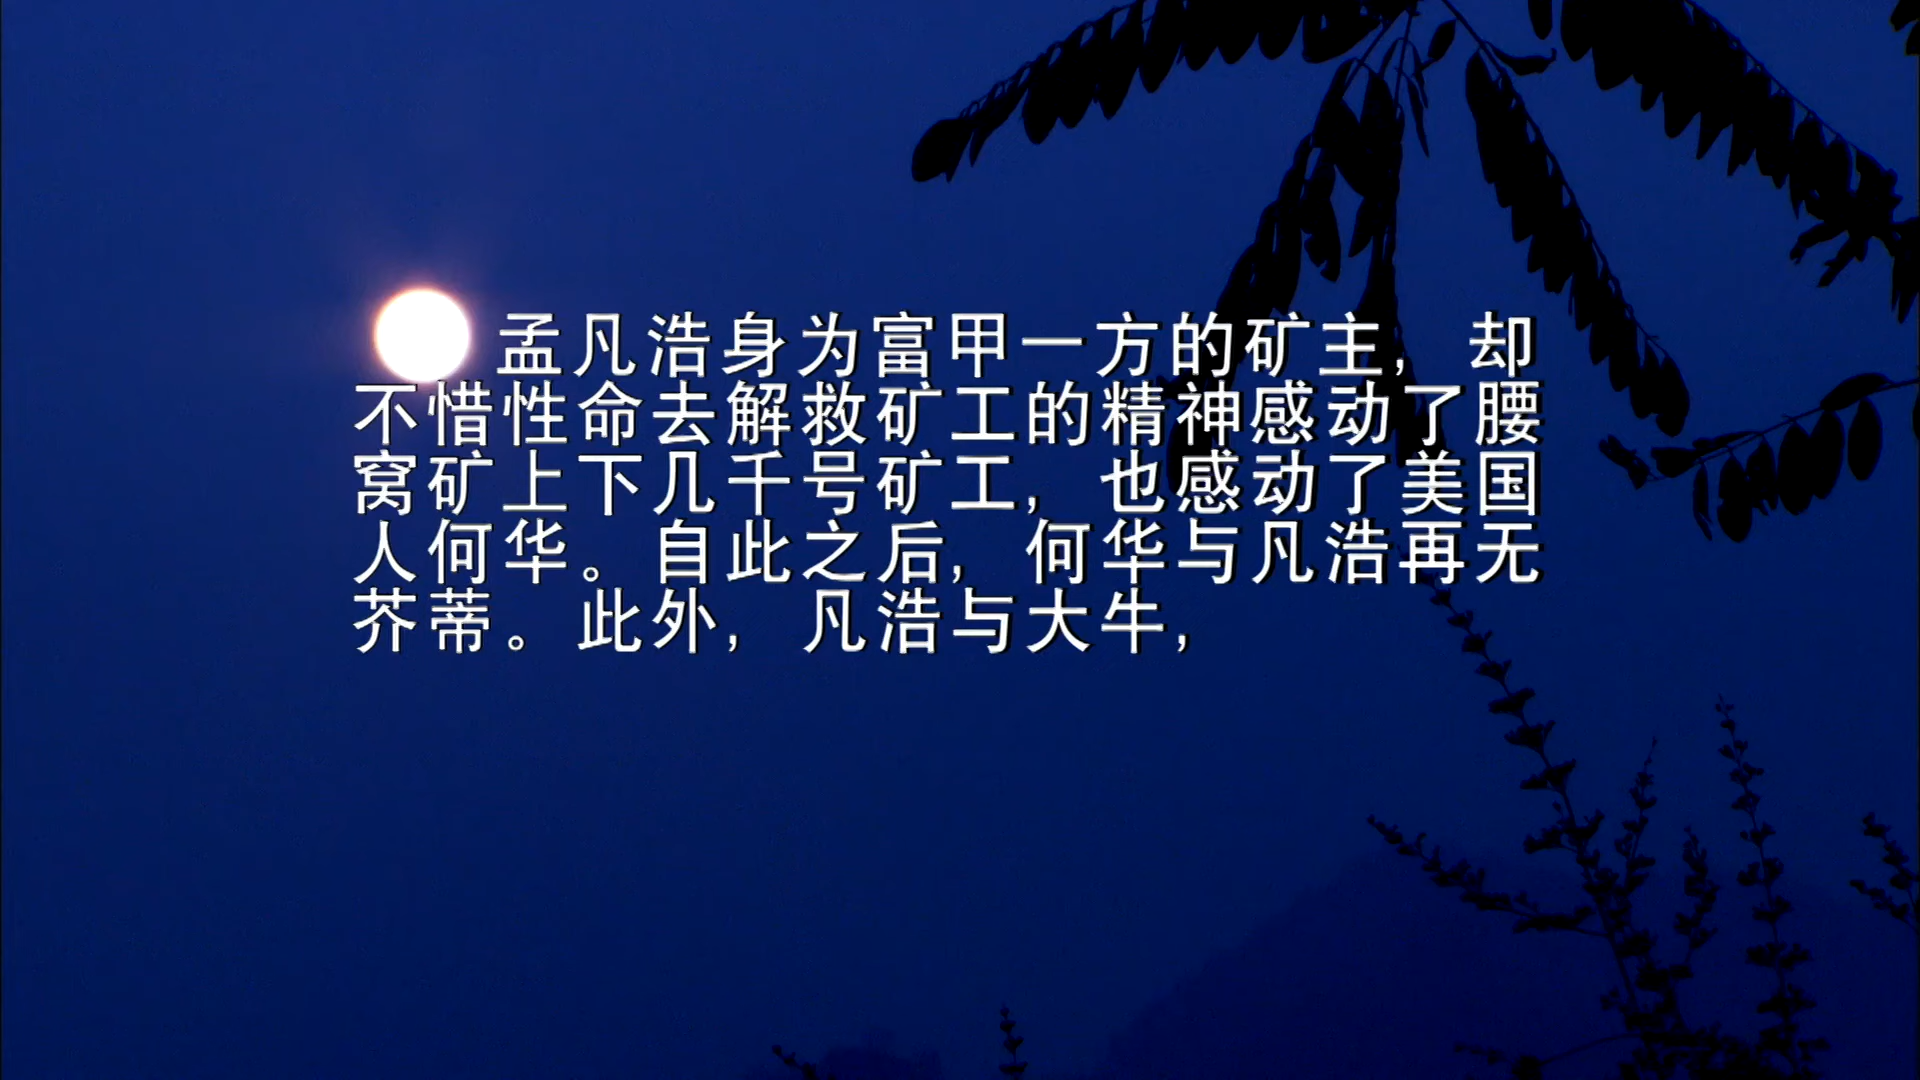 孟凡浩身为富甲一方的矿主，却
不惜性命去解救矿工的精神感动了腰
窝矿上下几千号矿工，也感动了美国
人何华。自此之后，何华与凡浩再无
芥蒂。此外，凡浩与大牛，